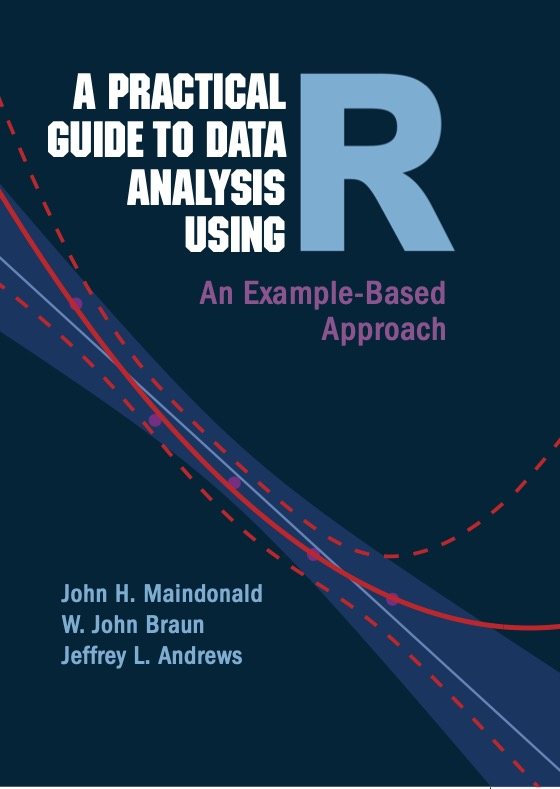 A PRACTICAL
GUIDE TO DATA
ANALYSIS
USING
R
An Example-Based
Approach
John H. Maindonald
W. John Braun
Jeffrey L. Andrews